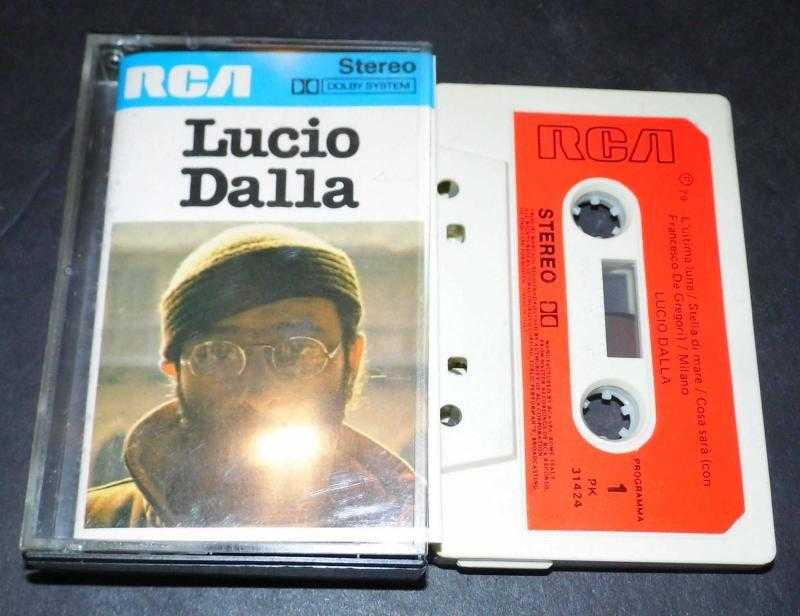 RCA
Stereo
DOLBY SYSTEM
Lucio
Dalla
RCA
℗ 79 L'ultima luna / Stella di mare / Cosa sarà (con
Francesco De Gregori) / Milano
LUCIO DALLA
STEREO
PROGRAMMA
1
PK
31424